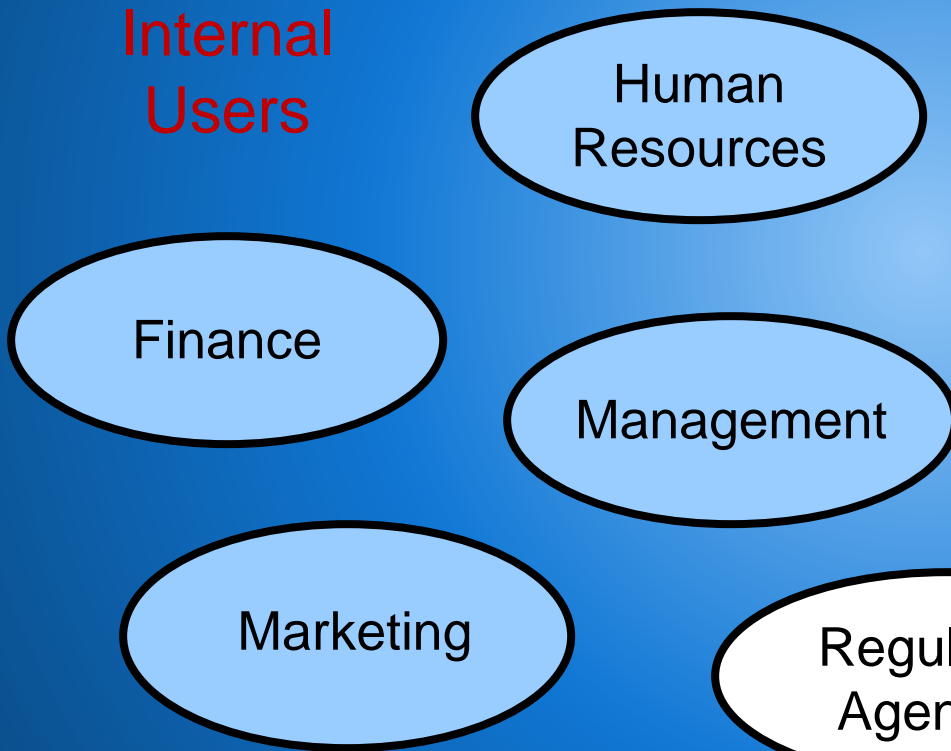 Internal
Users
Human
Resources
Finance
Management
Marketing